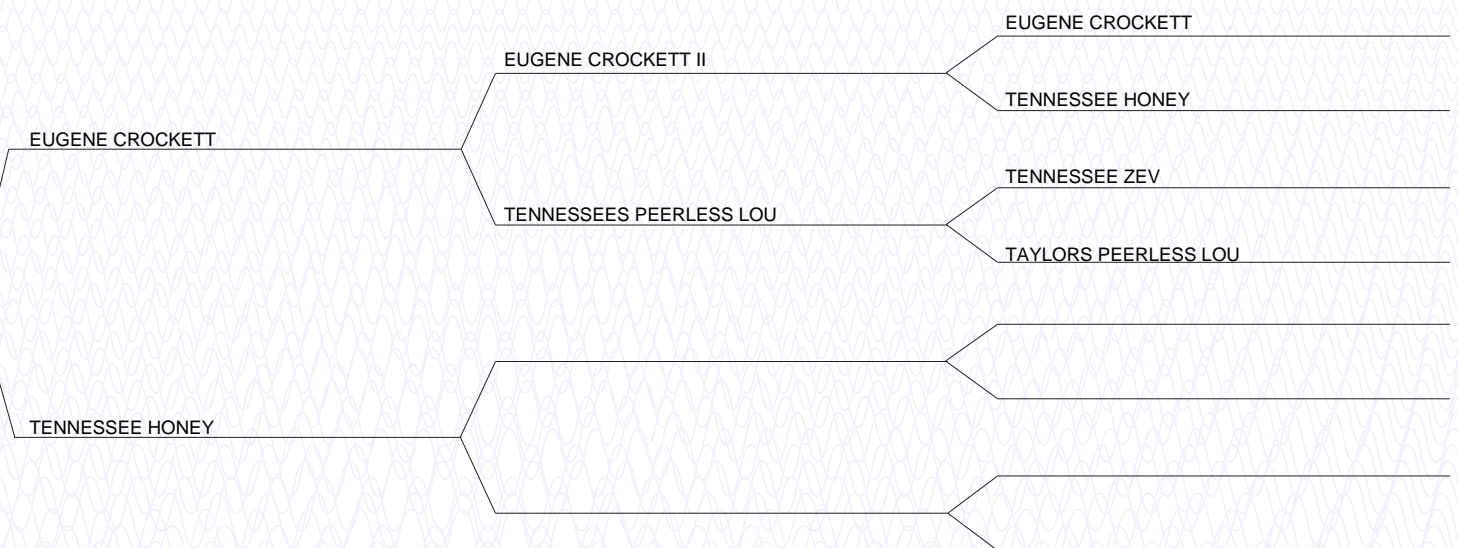 EUGENE CROCKETT
EUGENE CROCKETT II
TENNESSEE HONEY
EUGENE CROCKETT
TENNESSEE ZEV
TENNESSEES PEERLESS LOU
TAYLORS PEERLESS LOU
TENNESSEE HONEY